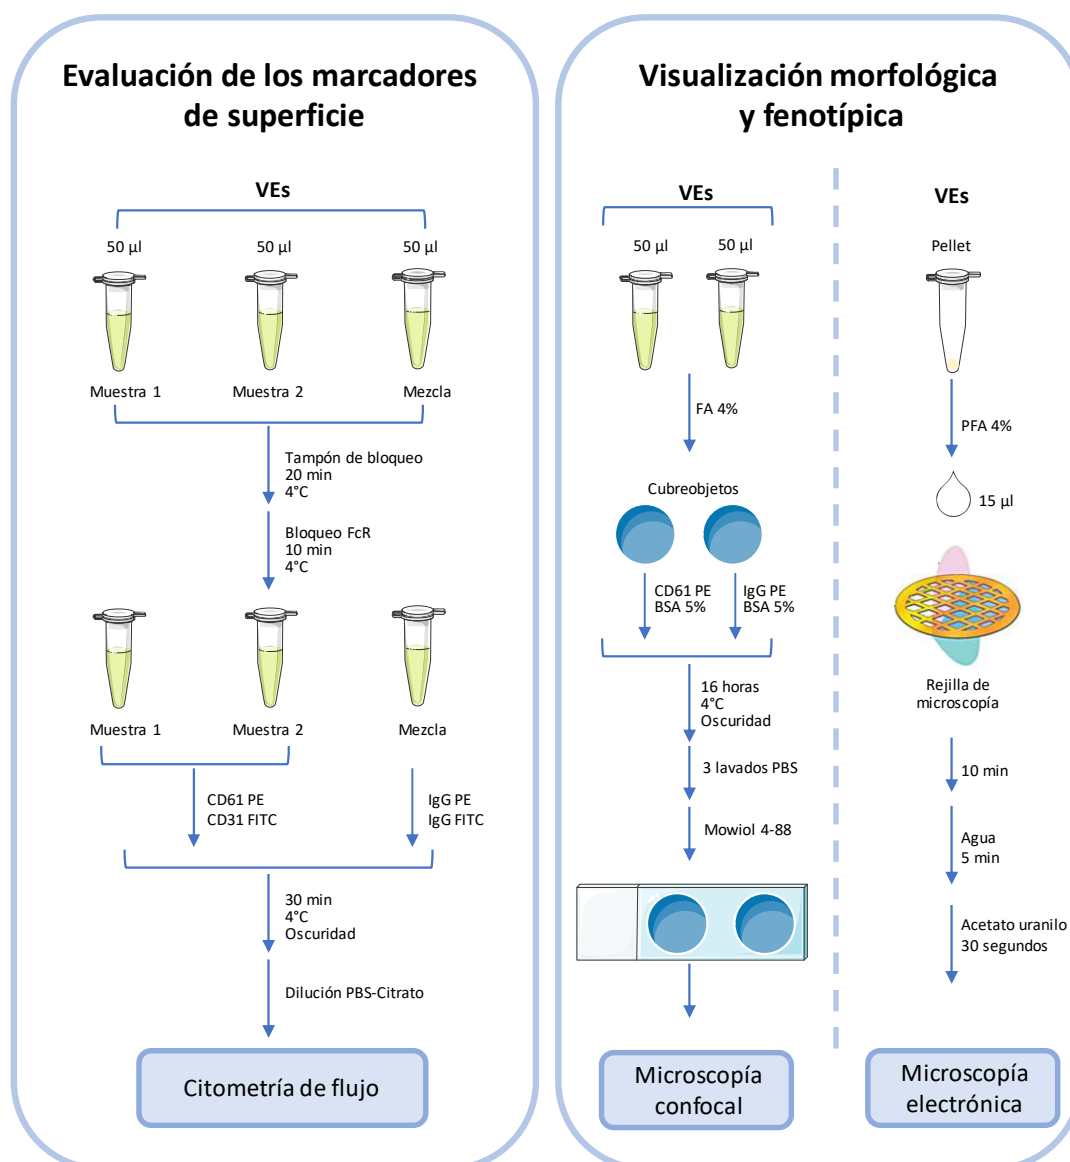 Evaluación de los marcadores
de superficie
VEs
50 µl
50 µl
50 µl
Muestra 1
Muestra 2
Mezcla
Tampón de bloqueo
20 min
4°C
Bloqueo FcR
10 min
4°C
Muestra 1
Muestra 2
Mezcla
CD61 PE
CD31 FITC
IgG PE
IgG FITC
30 min
4°C
Oscuridad
Dilución PBS-Citrato
Citometría de flujo
Visualización morfológica
y fenotípica
VEs
50 µl
50 µl
FA 4%
Cubreobjetos
CD61 PE
BSA 5%
IgG PE
BSA 5%
16 horas
4°C
Oscuridad
3 lavados PBS
Mowiol 4-88
Microscopía
confocal
VEs
Pellet
PFA 4%
15 µl
Rejilla de
microscopía
10 min
Agua
5 min
Acetato uranilo
30 segundos
Microscopía
electrónica